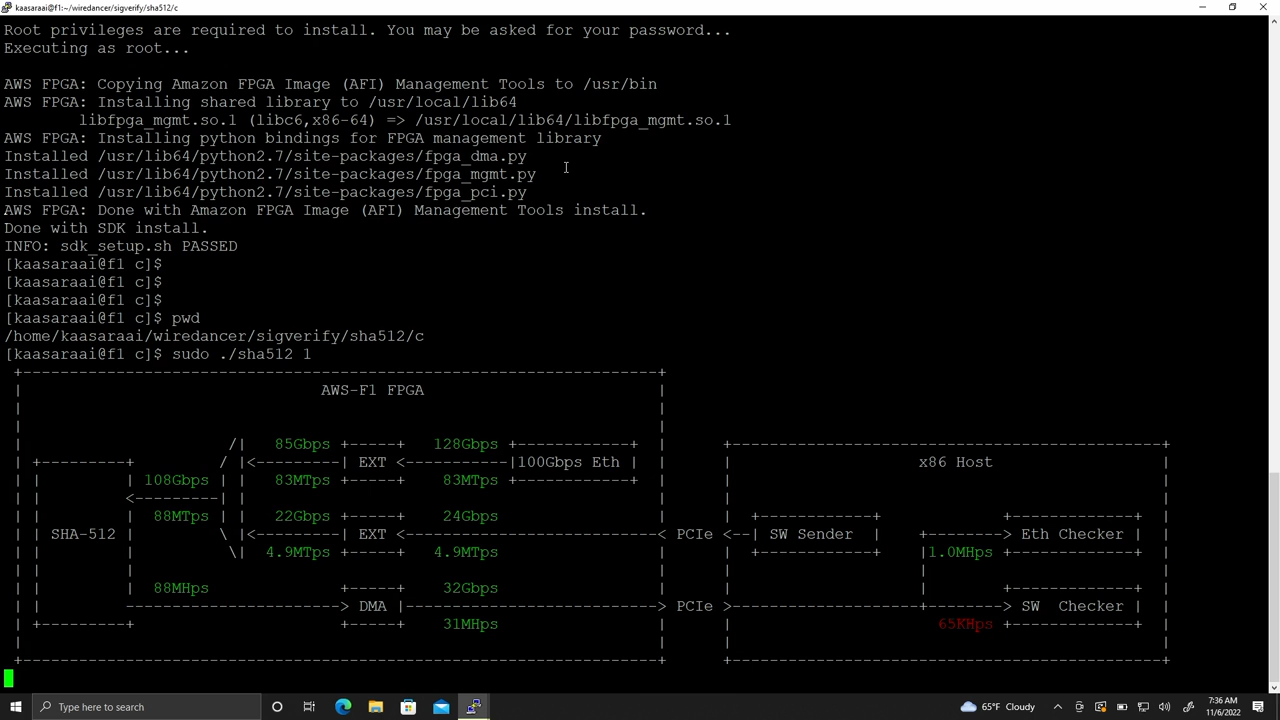 kaasaraai@f1:~/wiredancer/sigverify/sha512/c
Root privileges are required to install. You may be asked for your password...
Executing as root...
AWS FPGA: Copying Amazon FPGA Image (AFI) Management Tools to /usr/bin
AWS FPGA: Installing shared library to /usr/local/lib64
libfpga_mgmt.so.1 (libc6,x86-64) => /usr/local/lib64/libfpga_mgmt.so.1
AWS FPGA: Installing python bindings for FPGA management library
Installed /usr/lib64/python2.7/site-packages/fpga_dma.py
Installed /usr/lib64/python2.7/site-packages/fpga_mgmt.py
Installed /usr/lib64/python2.7/site-packages/fpga_pci.py
AWS FPGA: Done with Amazon FPGA Image (AFI) Management Tools install.
Done with SDK install.
INFO: sdk_setup.sh PASSED
[kaasaraai@f1 c]$
[kaasaraai@f1 c]$
[kaasaraai@f1 c]$
[kaasaraai@f1 c]$ pwd
/home/kaasaraai/wiredancer/sigverify/sha512/c
[kaasaraai@f1 c]$ sudo ./sha512 1
AWS-F1 FPGA
85Gbps 128Gbps
EXT 100Gbps Eth x86 Host
108Gbps 83MTps 83MTps
88MTps 22Gbps 24Gbps
SHA-512 EXT PCIe SW Sender Eth Checker
4.9MTps 4.9MTps 1.0MHps
88MHps 32Gbps
DMA PCIe SW Checker
31MHps 65KHps
Type here to search
65°F Cloudy
7:36 AM
11/6/2022